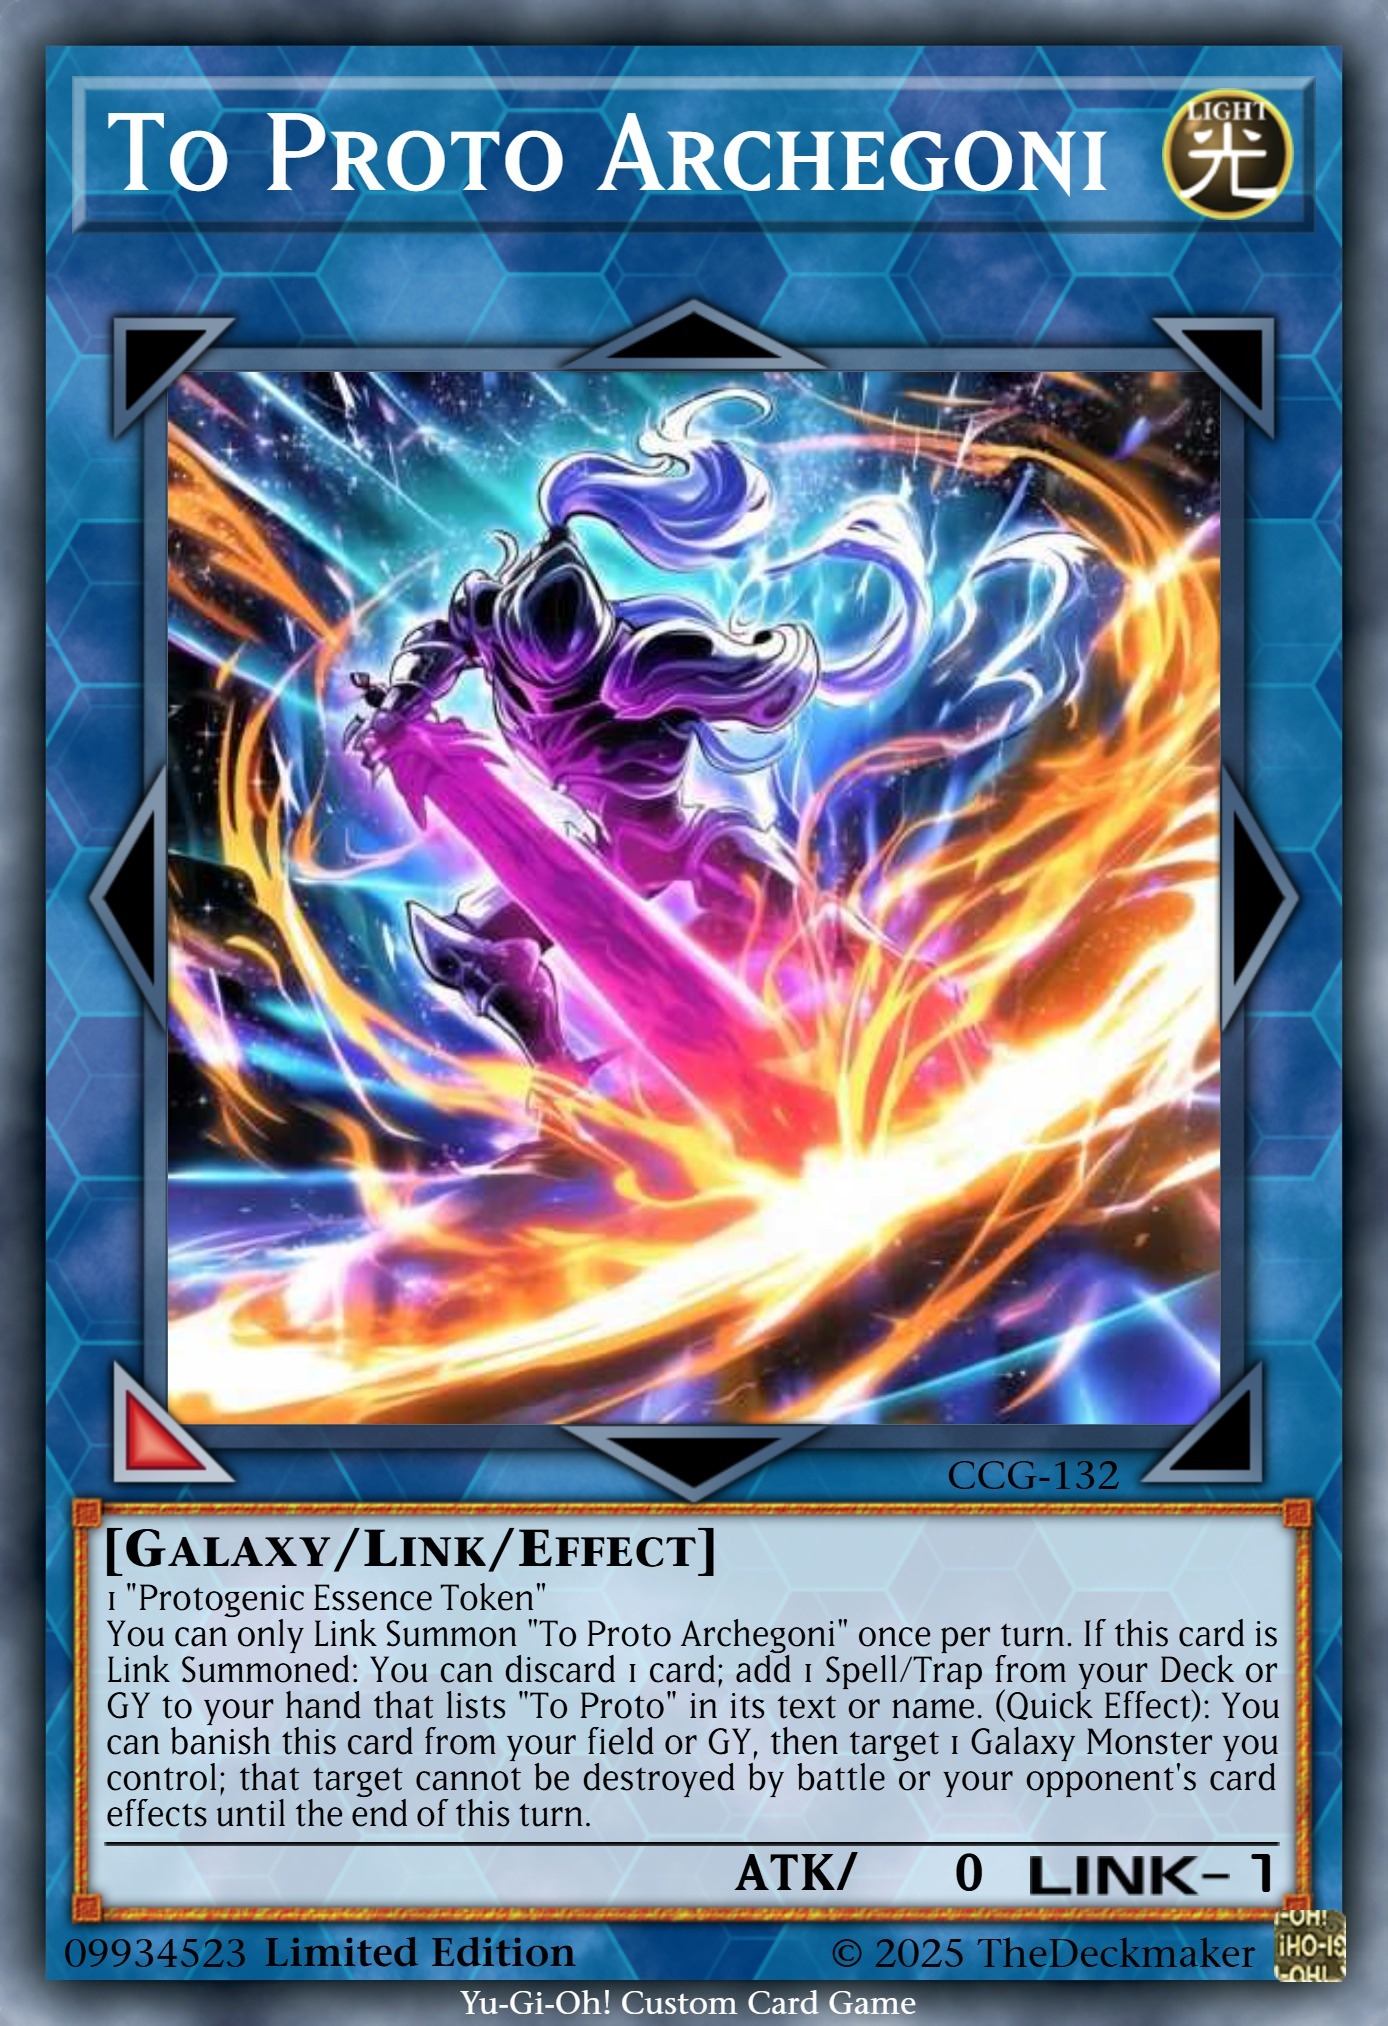 To Proto Archegoni
LIGHT
光
CCG-132
[Galaxy/Link/Effect]
1 "Protogenic Essence Token"
You can only Link Summon "To Proto Archegoni" once per turn. If this card is
Link Summoned: You can discard 1 card; add 1 Spell/Trap from your Deck or
GY to your hand that lists "To Proto" in its text or name. (Quick Effect): You
can banish this card from your field or GY, then target 1 Galaxy Monster you
control; that target cannot be destroyed by battle or your opponent's card
effects until the end of this turn.
ATK/ 0 LINK-1
09934523 Limited Edition
© 2025 TheDeckmaker
Yu-Gi-Oh! Custom Card Game